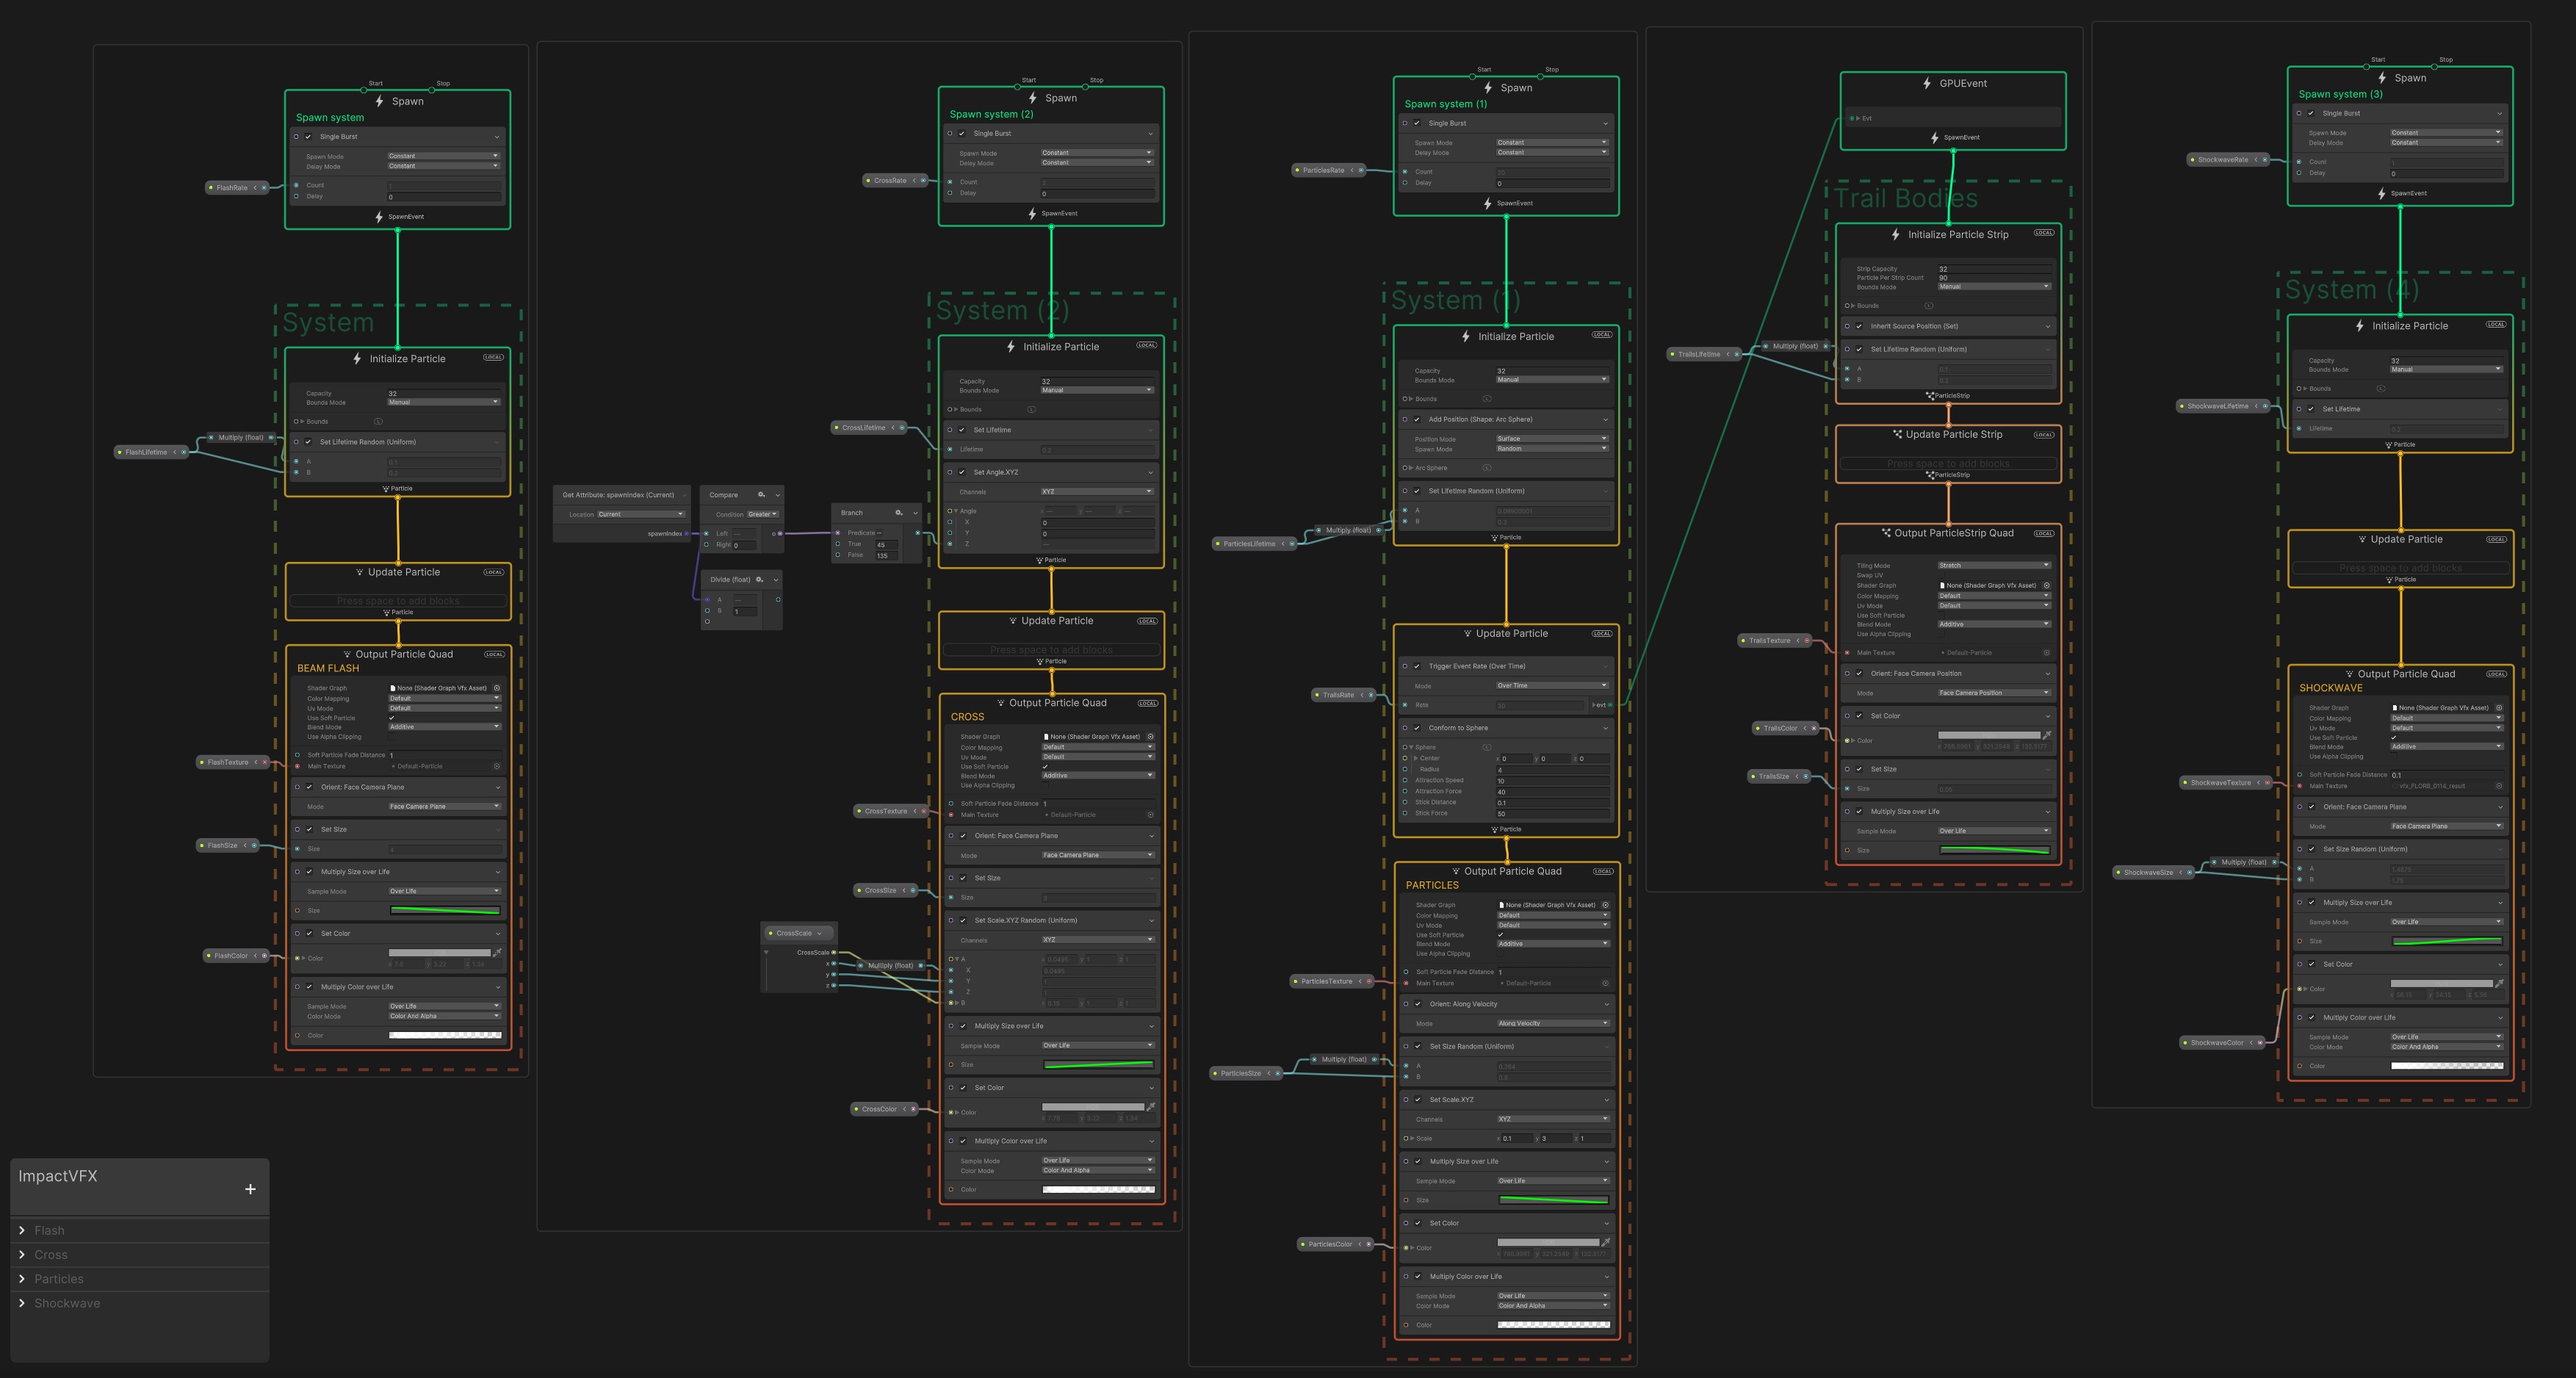 Start Stop
Spawn
Spawn system
Single Burst
Spawn Mode Constant
Delay Mode Constant
FlashRate
Count
Delay 0
SpawnEvent
System
Initialize Particle LOCAL
Capacity 32
Bounds Mode Manual
Bounds
Multiply (float)
Set Lifetime Random (Uniform)
FlashLifetime
A
B
Particle
Update Particle LOCAL
Press space to add blocks
Particle
Output Particle Quad LOCAL
BEAM FLASH
Shader Graph None (Shader Graph Vfx Asset)
Color Mapping Default
Uv Mode Default
Use Soft Particle
Blend Mode Additive
Use Alpha Clipping
Soft Particle Fade Distance 1
FlashTexture
Main Texture Default-Particle
Orient: Face Camera Plane
Mode Face Camera Plane
Set Size
FlashSize
Size
Multiply Size over Life
Sample Mode Over Life
Size
Set Color
FlashColor
Color
Multiply Color over Life
Sample Mode Over Life
Color Mode Color And Alpha
Color
Start Stop
Spawn
Spawn system (2)
Single Burst
Spawn Mode Constant
Delay Mode Constant
CrossRate
Count
Delay 0
SpawnEvent
System (2)
Initialize Particle LOCAL
Capacity 32
Bounds Mode Manual
Bounds
CrossLifetime
Set Lifetime
Lifetime
Set Angle.XYZ
Channels XYZ
Angle
X 0
Y 0
Z
Particle
Get Attribute: spawnIndex (Current)
Location Current
spawnIndex
Compare
Condition Greater
Left
Right 0
Branch
Predicate
True 45
False 135
Divide (float)
A
B 1
Update Particle LOCAL
Press space to add blocks
Particle
Output Particle Quad LOCAL
CROSS
Shader Graph None (Shader Graph Vfx Asset)
Color Mapping Default
Uv Mode Default
Use Soft Particle
Blend Mode Additive
Use Alpha Clipping
Soft Particle Fade Distance 1
CrossTexture
Main Texture Default-Particle
Orient: Face Camera Plane
Mode Face Camera Plane
Set Size
CrossSize
Size
Set Scale.XYZ Random (Uniform)
Channels XYZ
CrossScale
CrossScale
x
y
z
Multiply (float)
A
X
Y
Z
B
Multiply Size over Life
Sample Mode Over Life
Size
Set Color
CrossColor
Color
Multiply Color over Life
Sample Mode Over Life
Color Mode Color And Alpha
Color
Start Stop
Spawn
Spawn system (1)
Single Burst
Spawn Mode Constant
Delay Mode Constant
ParticlesRate
Count
Delay 0
SpawnEvent
System (1)
Initialize Particle LOCAL
Capacity 32
Bounds Mode Manual
Bounds
Add Position (Shape: Arc Sphere)
Position Mode Surface
Spawn Mode Random
Arc Sphere
Set Lifetime Random (Uniform)
A
B
Multiply (float)
ParticlesLifetime
Particle
Update Particle LOCAL
Trigger Event Rate (Over Time)
Mode Over Time
TrailsRate
Rate
evt
Conform to Sphere
Sphere
Center x 0 y 0 z 0
Radius 4
Attraction Speed 10
Attraction Force 40
Stick Distance 0.1
Stick Force 50
Particle
Output Particle Quad LOCAL
PARTICLES
Shader Graph None (Shader Graph Vfx Asset)
Color Mapping Default
Uv Mode Default
Use Soft Particle
Blend Mode Additive
Use Alpha Clipping
Soft Particle Fade Distance 1
ParticlesTexture
Main Texture Default-Particle
Orient: Along Velocity
Mode Along Velocity
Set Size Random (Uniform)
Multiply (float)
ParticlesSize
A
B
Set Scale.XYZ
Channels XYZ
Scale x 0.1 y 3 z 1
Multiply Size over Life
Sample Mode Over Life
Size
Set Color
ParticlesColor
Color
Multiply Color over Life
Sample Mode Over Life
Color Mode Color And Alpha
Color
GPUEvent
Evt
SpawnEvent
Trail Bodies
Initialize Particle Strip LOCAL
Strip Capacity 32
Particle Per Strip Count 90
Bounds Mode Manual
Bounds
Inherit Source Position (Set)
TrailsLifetime
Multiply (float)
Set Lifetime Random (Uniform)
A
B
ParticleStrip
Update Particle Strip LOCAL
Press space to add blocks
ParticleStrip
Output ParticleStrip Quad LOCAL
Tiling Mode Stretch
Swap UV
Shader Graph None (Shader Graph Vfx Asset)
Color Mapping Default
Uv Mode Default
Use Soft Particle
Blend Mode Additive
Use Alpha Clipping
TrailsTexture
Main Texture Default-Particle
Orient: Face Camera Position
Mode Face Camera Position
Set Color
TrailsColor
Color
Set Size
TrailsSize
Size
Multiply Size over Life
Sample Mode Over Life
Size
Start Stop
Spawn
Spawn system (3)
Single Burst
Spawn Mode Constant
Delay Mode Constant
ShockwaveRate
Count
Delay 0
SpawnEvent
System (4)
Initialize Particle LOCAL
Capacity 32
Bounds Mode Manual
Bounds
ShockwaveLifetime
Set Lifetime
Lifetime
Particle
Update Particle LOCAL
Press space to add blocks
Particle
Output Particle Quad LOCAL
SHOCKWAVE
Shader Graph None (Shader Graph Vfx Asset)
Color Mapping Default
Uv Mode Default
Use Soft Particle
Blend Mode Additive
Use Alpha Clipping
Soft Particle Fade Distance 0.1
ShockwaveTexture
Main Texture
Orient: Face Camera Plane
Mode Face Camera Plane
Set Size Random (Uniform)
Multiply (float)
ShockwaveSize
A
B
Multiply Size over Life
Sample Mode Over Life
Size
Set Color
Color
Multiply Color over Life
ShockwaveColor
Sample Mode Over Life
Color Mode Color And Alpha
Color
ImpactVFX
+
Flash
Cross
Particles
Shockwave